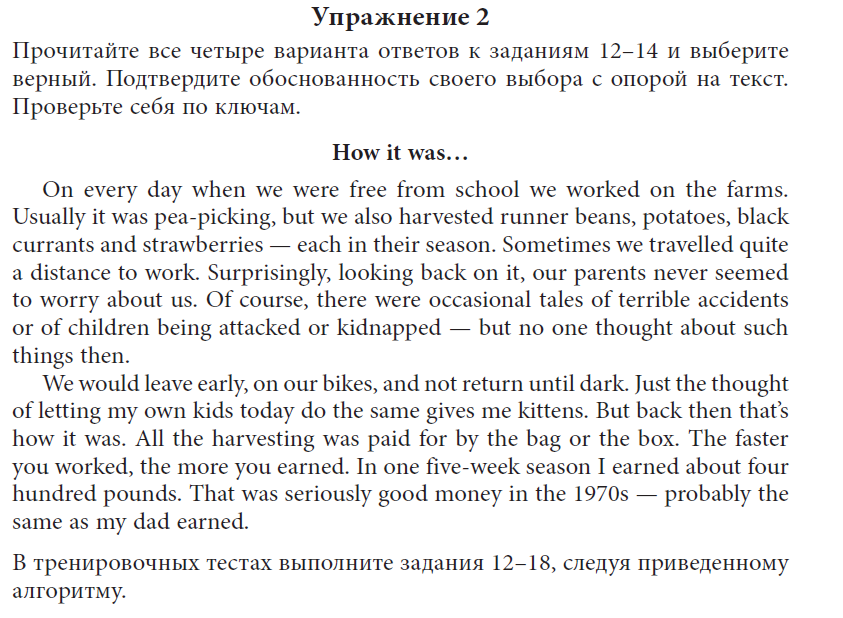 Упражнение 2
Прочитайте все четыре варианта ответов к заданиям 12–14 и выберите
верный. Подтвердите обоснованность своего выбора с опорой на текст.
Проверьте себя по ключам.
How it was…
On every day when we were free from school we worked on the farms.
Usually it was pea-picking, but we also harvested runner beans, potatoes, black
currants and strawberries — each in their season. Sometimes we travelled quite
a distance to work. Surprisingly, looking back on it, our parents never seemed
to worry about us. Of course, there were occasional tales of terrible accidents
or of children being attacked or kidnapped — but no one thought about such
things then.
We would leave early, on our bikes, and not return until dark. Just the thought
of letting my own kids today do the same gives me kittens. But back then that’s
how it was. All the harvesting was paid for by the bag or the box. The faster
you worked, the more you earned. In one five-week season I earned about four
hundred pounds. That was seriously good money in the 1970s — probably the
same as my dad earned.
В тренировочных тестах выполните задания 12–18, следуя приведенному
алгоритму.